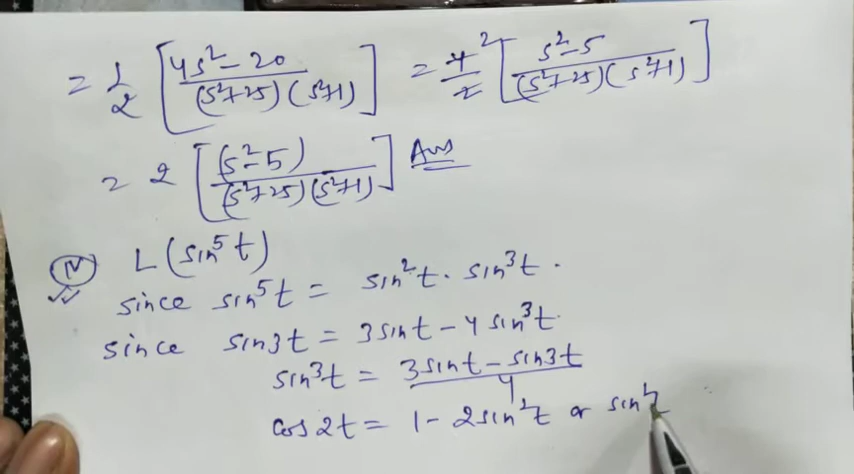 = 1/2 [ 4s²-20 / (s²+25)(s²+1) ] = 4/2 2 [ s²-5 / (s²+25)(s²+1) ]
= 2 [ (s²-5) / (s²+25)(s²+1) ] Ans
(iv) L(sin⁵t)
since sin⁵t = sin²t · sin³t.
since sin3t = 3sint - 4sin³t.
sin³t = 3sint - sin3t / 4
cos2t = 1 - 2sin²t or sin²